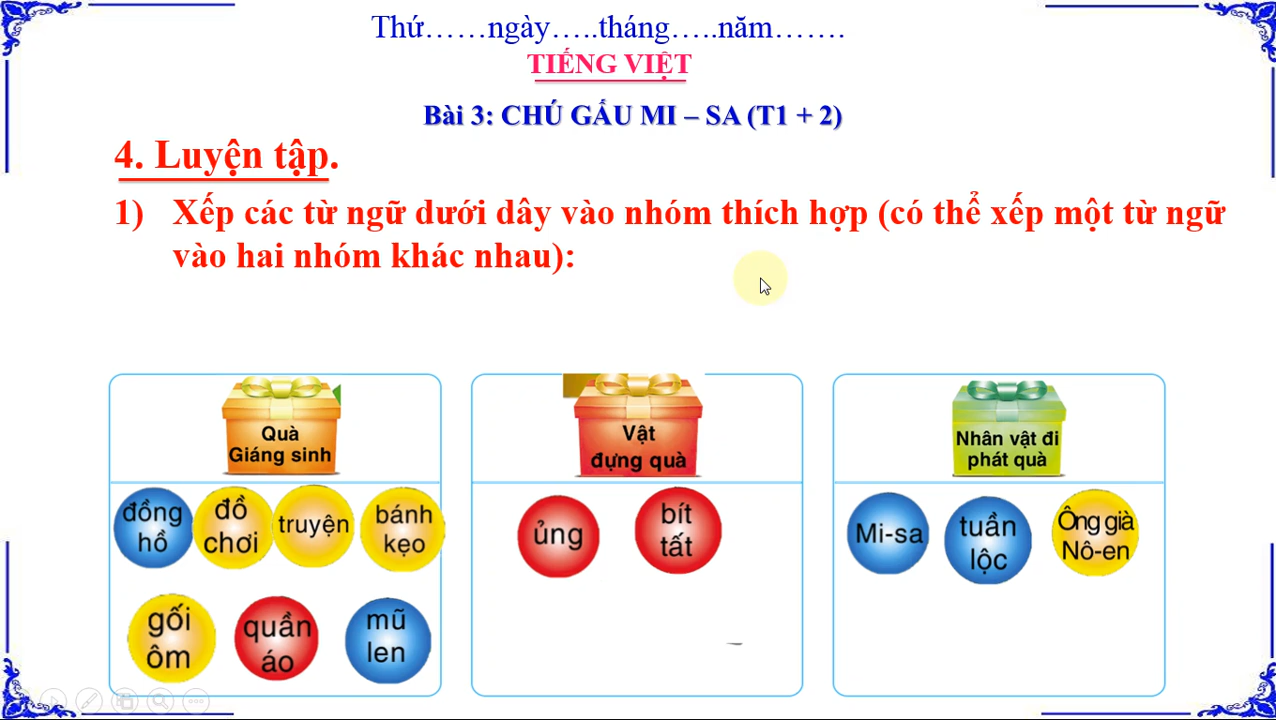 Thứ……ngày…..tháng…..năm…….
TIẾNG VIỆT
Bài 3: CHÚ GẤU MI – SA (T1 + 2)
4. Luyện tập.
1) Xếp các từ ngữ dưới dây vào nhóm thích hợp (có thể xếp một từ ngữ
vào hai nhóm khác nhau):
Quà
Giáng sinh
đồng
hồ
đồ
chơi
truyện
bánh
kẹo
gối
ôm
quần
áo
mũ
len
Vật
đựng quà
ủng
bít
tất
Nhân vật đi
phát quà
Mi-sa
tuần
lộc
Ông già
Nô-en